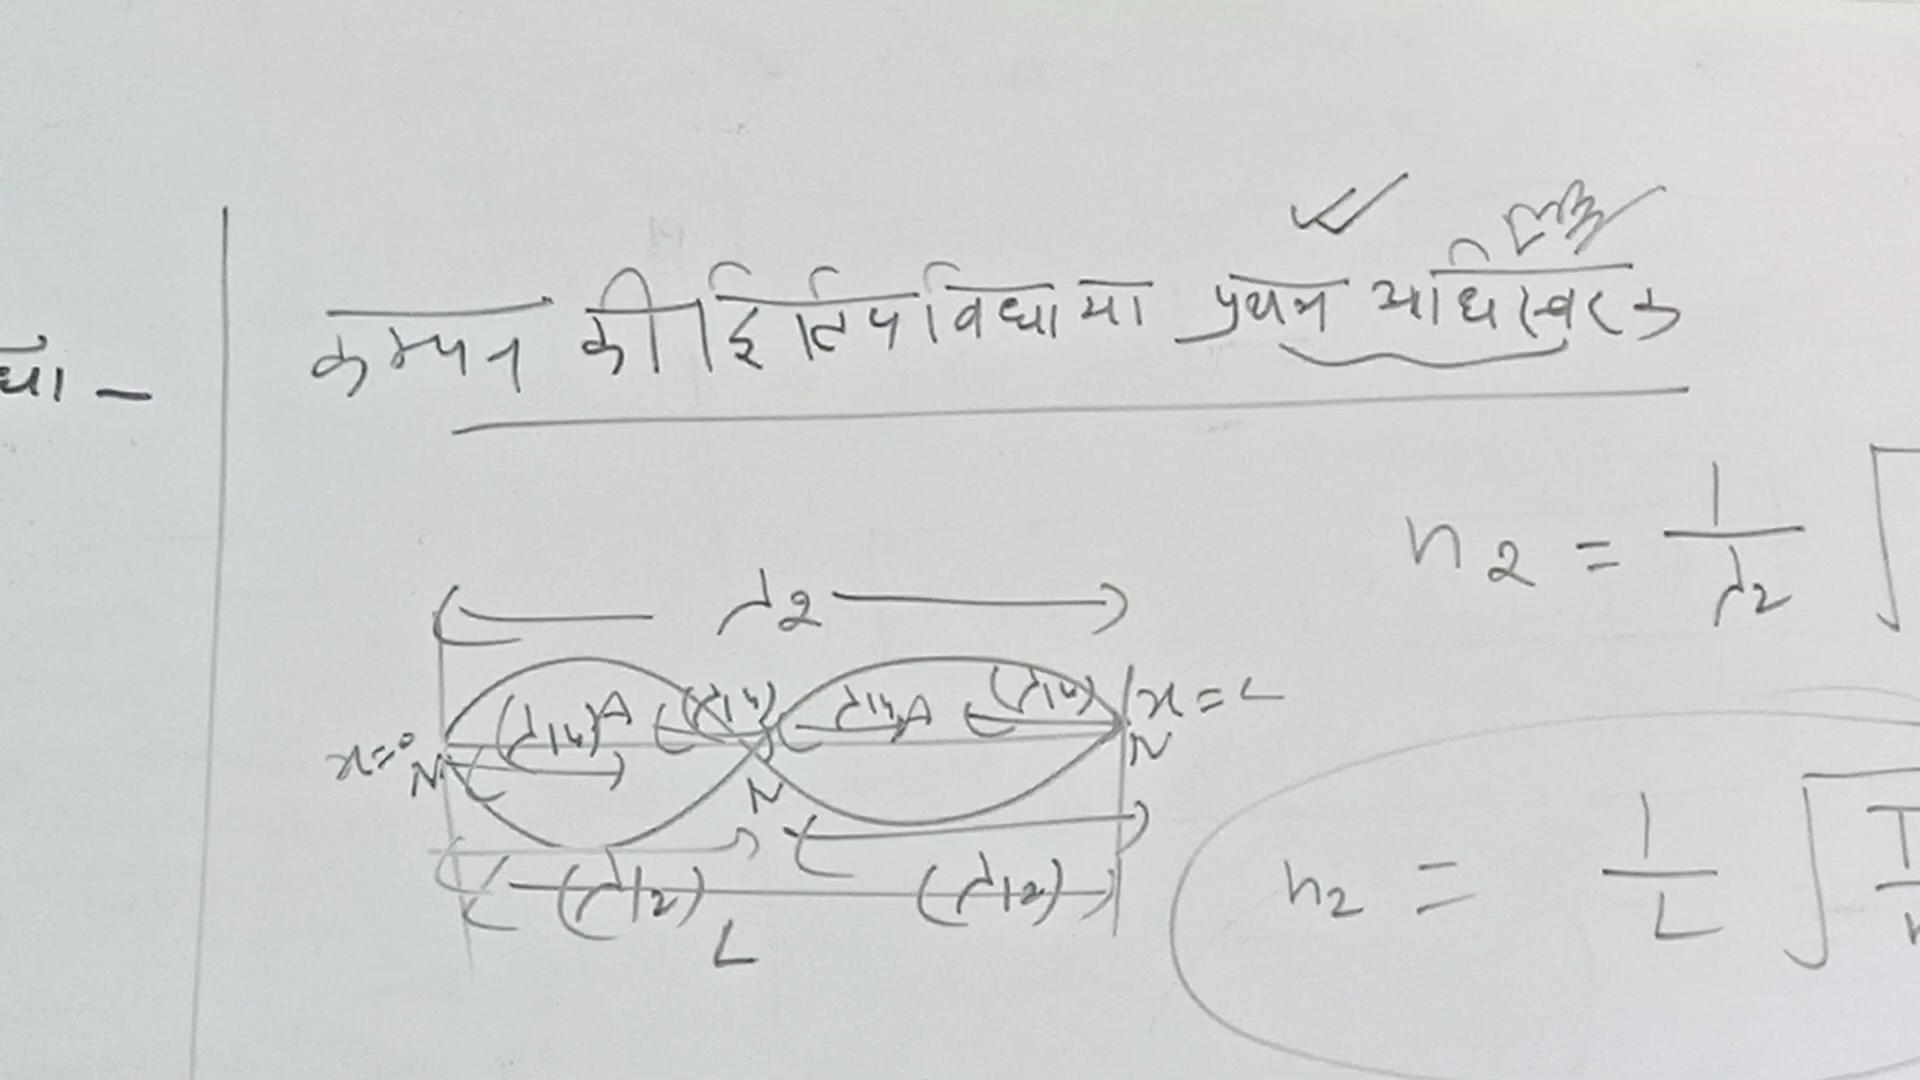 धा –
कम्पन की द्वितिय विधा या प्रथम अधिस्वरक
n2 = 1/λ2 √
λ2
(λ/4) A (λ/4) (λ/4) A (λ/4) x = L
x=0 N N N
(λ/2) (λ/2)
L
n2 = 1/L √T